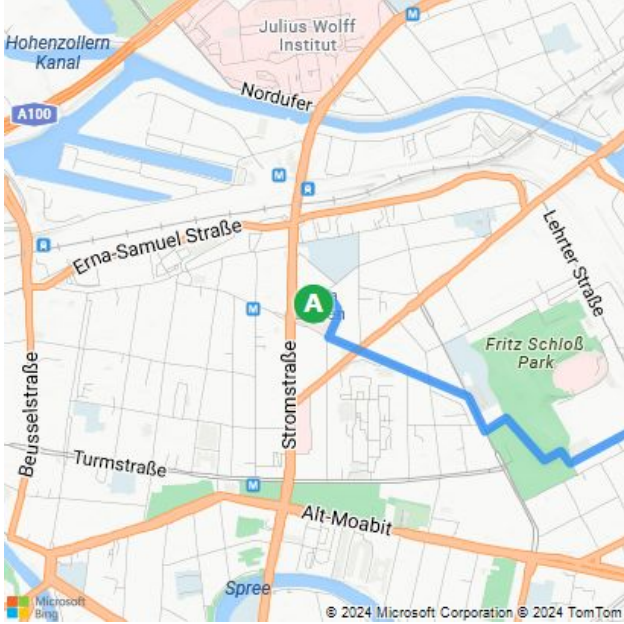 Julius Wolff
Institut
Hohenzollern
Kanal
Nordufer
A100
M
M
M
M
Erna-Samuel Straße
Lehrter Straße
A
Fritz Schloß
Park
Stromstraße
Beusselstraße
Turmstraße
Alt-Moabit
Spree
Microsoft
Bing
© 2024 Microsoft Corporation © 2024 TomTom